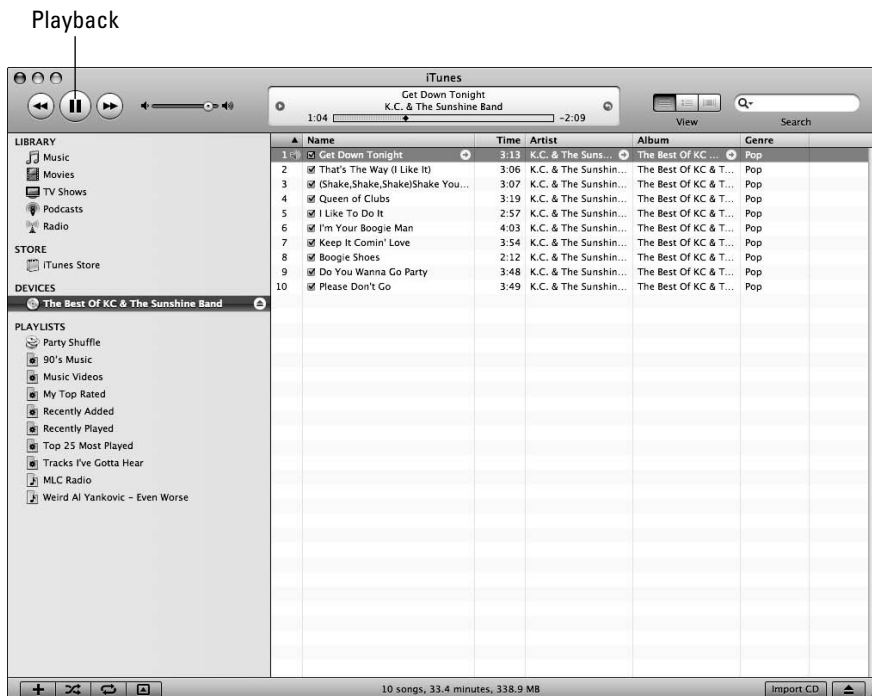 Playback
iTunes
Get Down Tonight
K.C. & The Sunshine Band
1:04 -2:09
View Search
LIBRARY
Music
Movies
TV Shows
Podcasts
Radio
STORE
iTunes Store
DEVICES
The Best Of KC & The Sunshine Band
PLAYLISTS
Party Shuffle
90's Music
Music Videos
My Top Rated
Recently Added
Recently Played
Top 25 Most Played
Tracks I've Gotta Hear
MLC Radio
Weird Al Yankovic – Even Worse
Name Time Artist Album Genre
1 Get Down Tonight 3:13 K.C. & The Suns... The Best Of KC ... Pop
2 That's The Way (I Like It) 3:06 K.C. & The Sunshin... The Best Of KC & T... Pop
3 (Shake,Shake,Shake)Shake You... 3:07 K.C. & The Sunshin... The Best Of KC & T... Pop
4 Queen of Clubs 3:19 K.C. & The Sunshin... The Best Of KC & T... Pop
5 I Like To Do It 2:57 K.C. & The Sunshin... The Best Of KC & T... Pop
6 I'm Your Boogie Man 4:03 K.C. & The Sunshin... The Best Of KC & T... Pop
7 Keep It Comin' Love 3:54 K.C. & The Sunshin... The Best Of KC & T... Pop
8 Boogie Shoes 2:12 K.C. & The Sunshin... The Best Of KC & T... Pop
9 Do You Wanna Go Party 3:48 K.C. & The Sunshin... The Best Of KC & T... Pop
10 Please Don't Go 3:49 K.C. & The Sunshin... The Best Of KC & T... Pop
10 songs, 33.4 minutes, 338.9 MB
Import CD